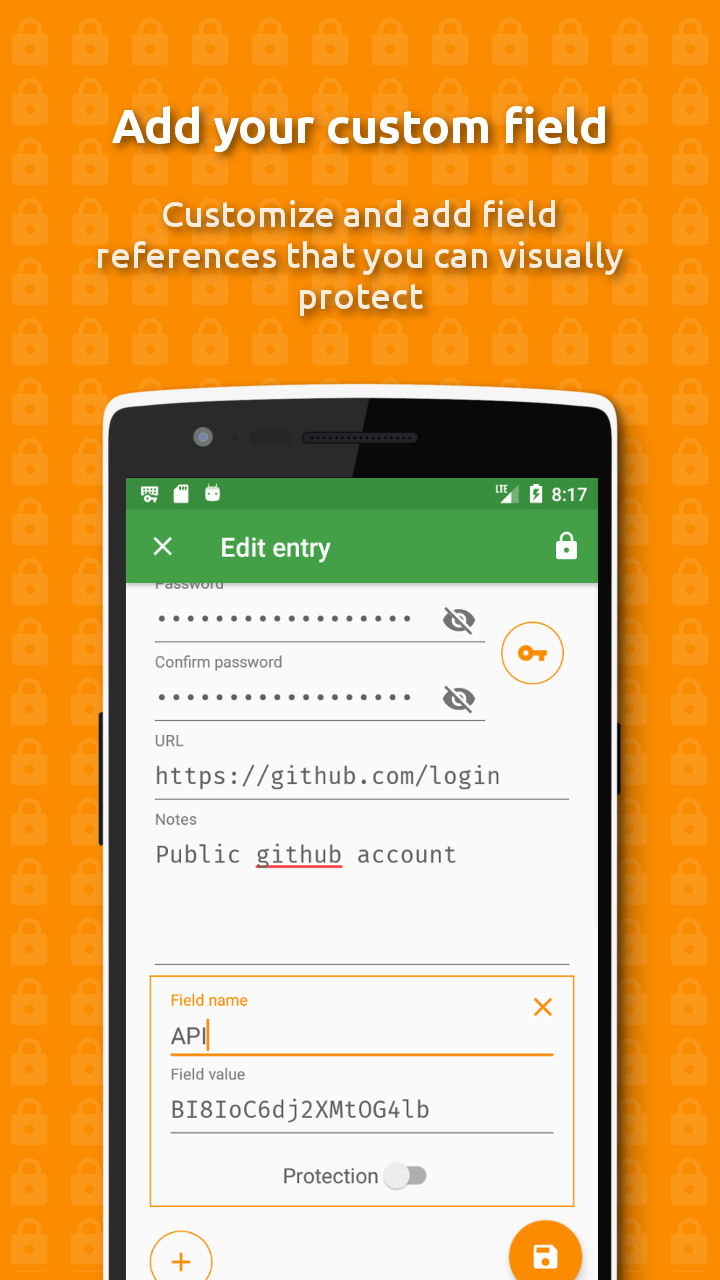 Add your custom field
Customize and add field
references that you can visually
protect
LTE 8:17
Edit entry
Password
••••••••••••••••••
Confirm password
••••••••••••••••••
URL
https://github.com/login
Notes
Public github account
Field name
API
Field value
BI8IoC6dj2XMtOG4lb
Protection
+